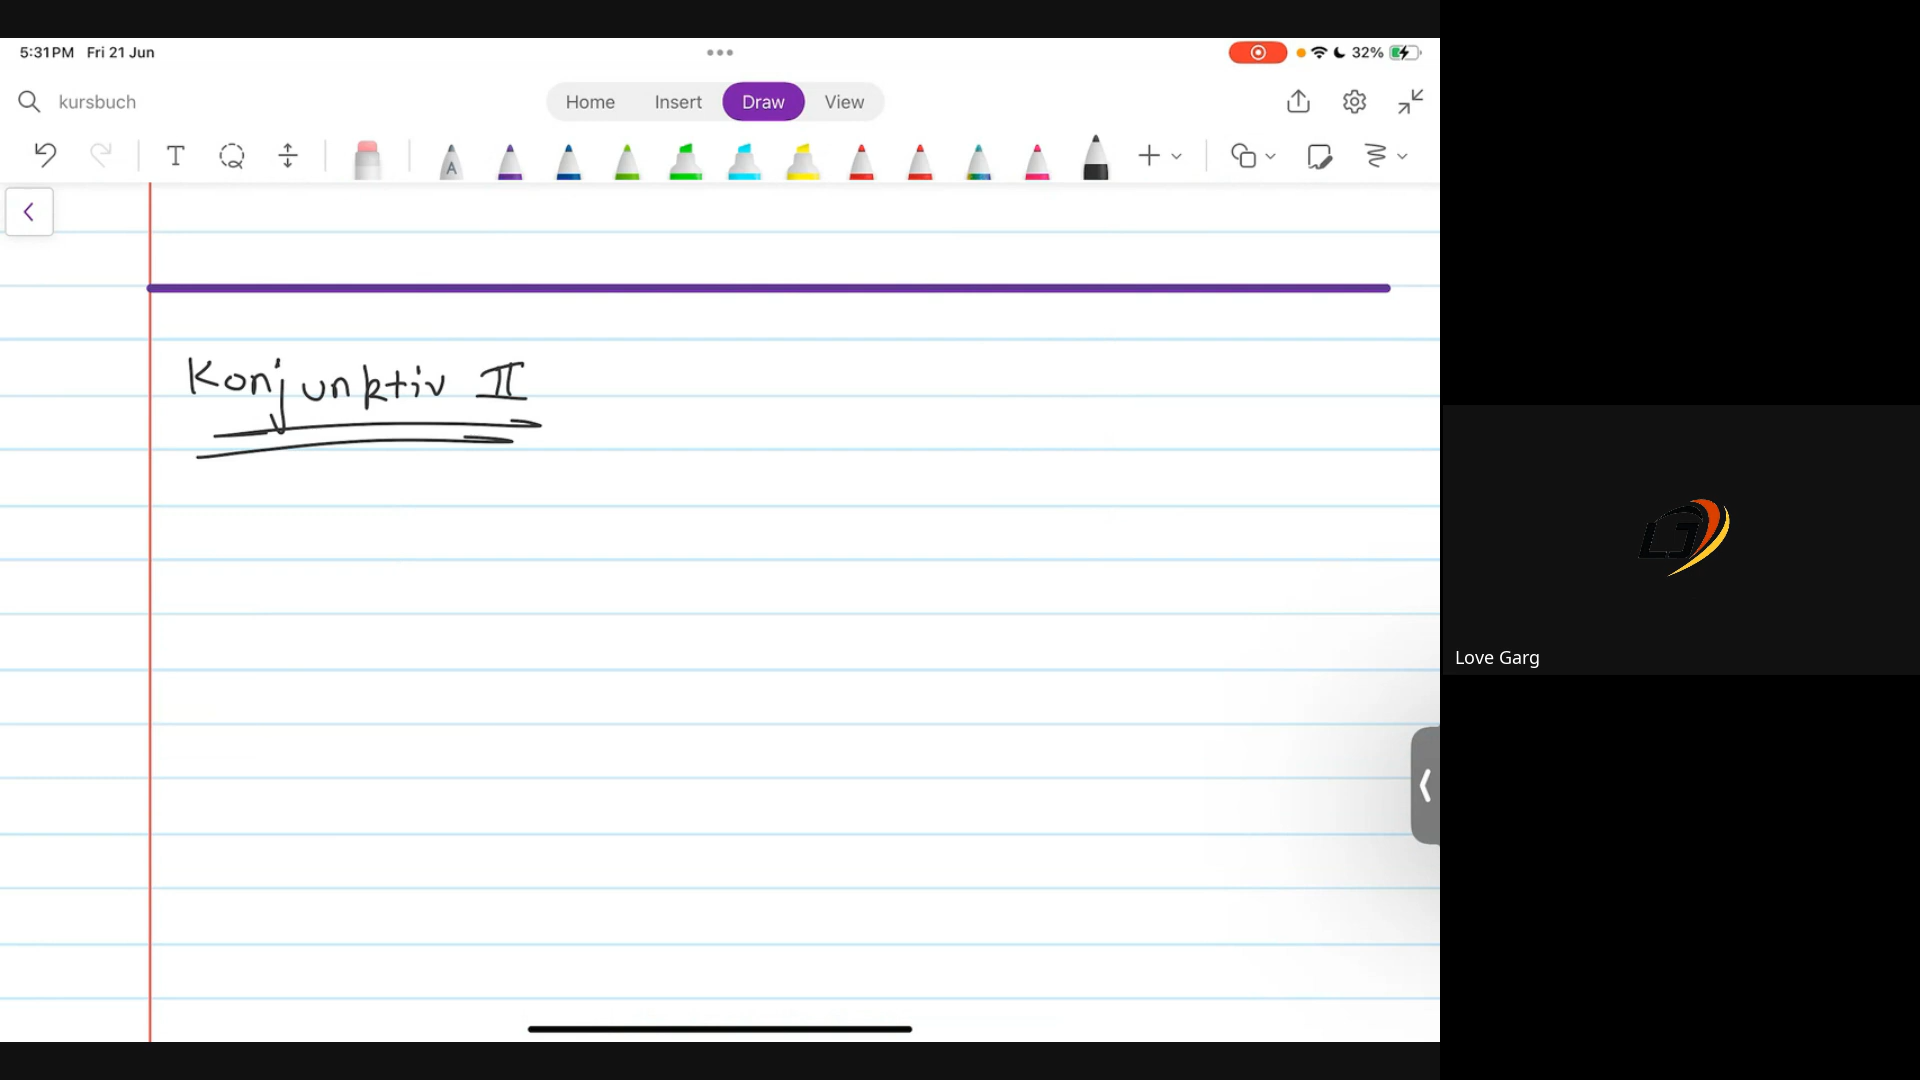 5:31PM Fri 21 Jun
32%
kursbuch
Home Insert Draw View
T
A
Konjunktiv II
Love Garg